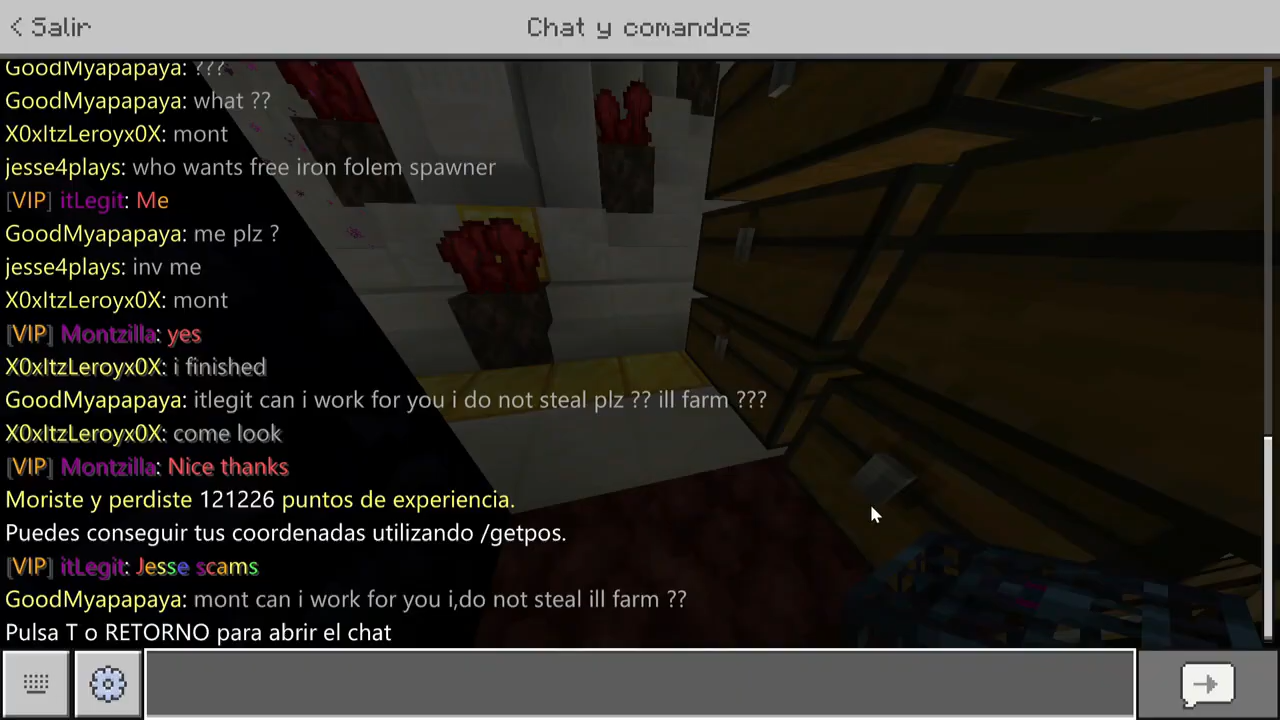 < Salir
Chat y comandos
GoodMyapapaya: ???
GoodMyapapaya: what ??
X0xItzLeroyx0X: mont
jesse4plays: who wants free iron folem spawner
[VIP] itLegit: Me
GoodMyapapaya: me plz ?
jesse4plays: inv me
X0xItzLeroyx0X: mont
[VIP] Montzilla: yes
X0xItzLeroyx0X: i finished
GoodMyapapaya: itlegit can i work for you i do not steal plz ?? ill farm ???
X0xItzLeroyx0X: come look
[VIP] Montzilla: Nice thanks
Moriste y perdiste 121226 puntos de experiencia.
Puedes conseguir tus coordenadas utilizando /getpos.
[VIP] itLegit: Jesse scams
GoodMyapapaya: mont can i work for you i,do not steal ill farm ??
Pulsa T o RETORNO para abrir el chat